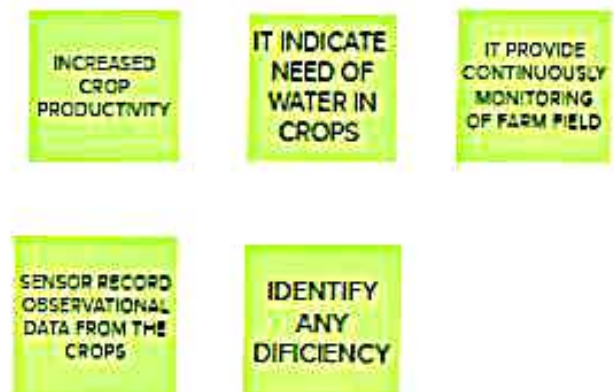 INCREASED
CROP
PRODUCTIVITY
IT INDICATE
NEED OF
WATER IN
CROPS
IT PROVIDE
CONTINUOUSLY
MONITORING
OF FARM FIELD
SENSOR RECORD
OBSERVATIONAL
DATA FROM THE
CROPS
IDENTIFY
ANY
DIFICIENCY